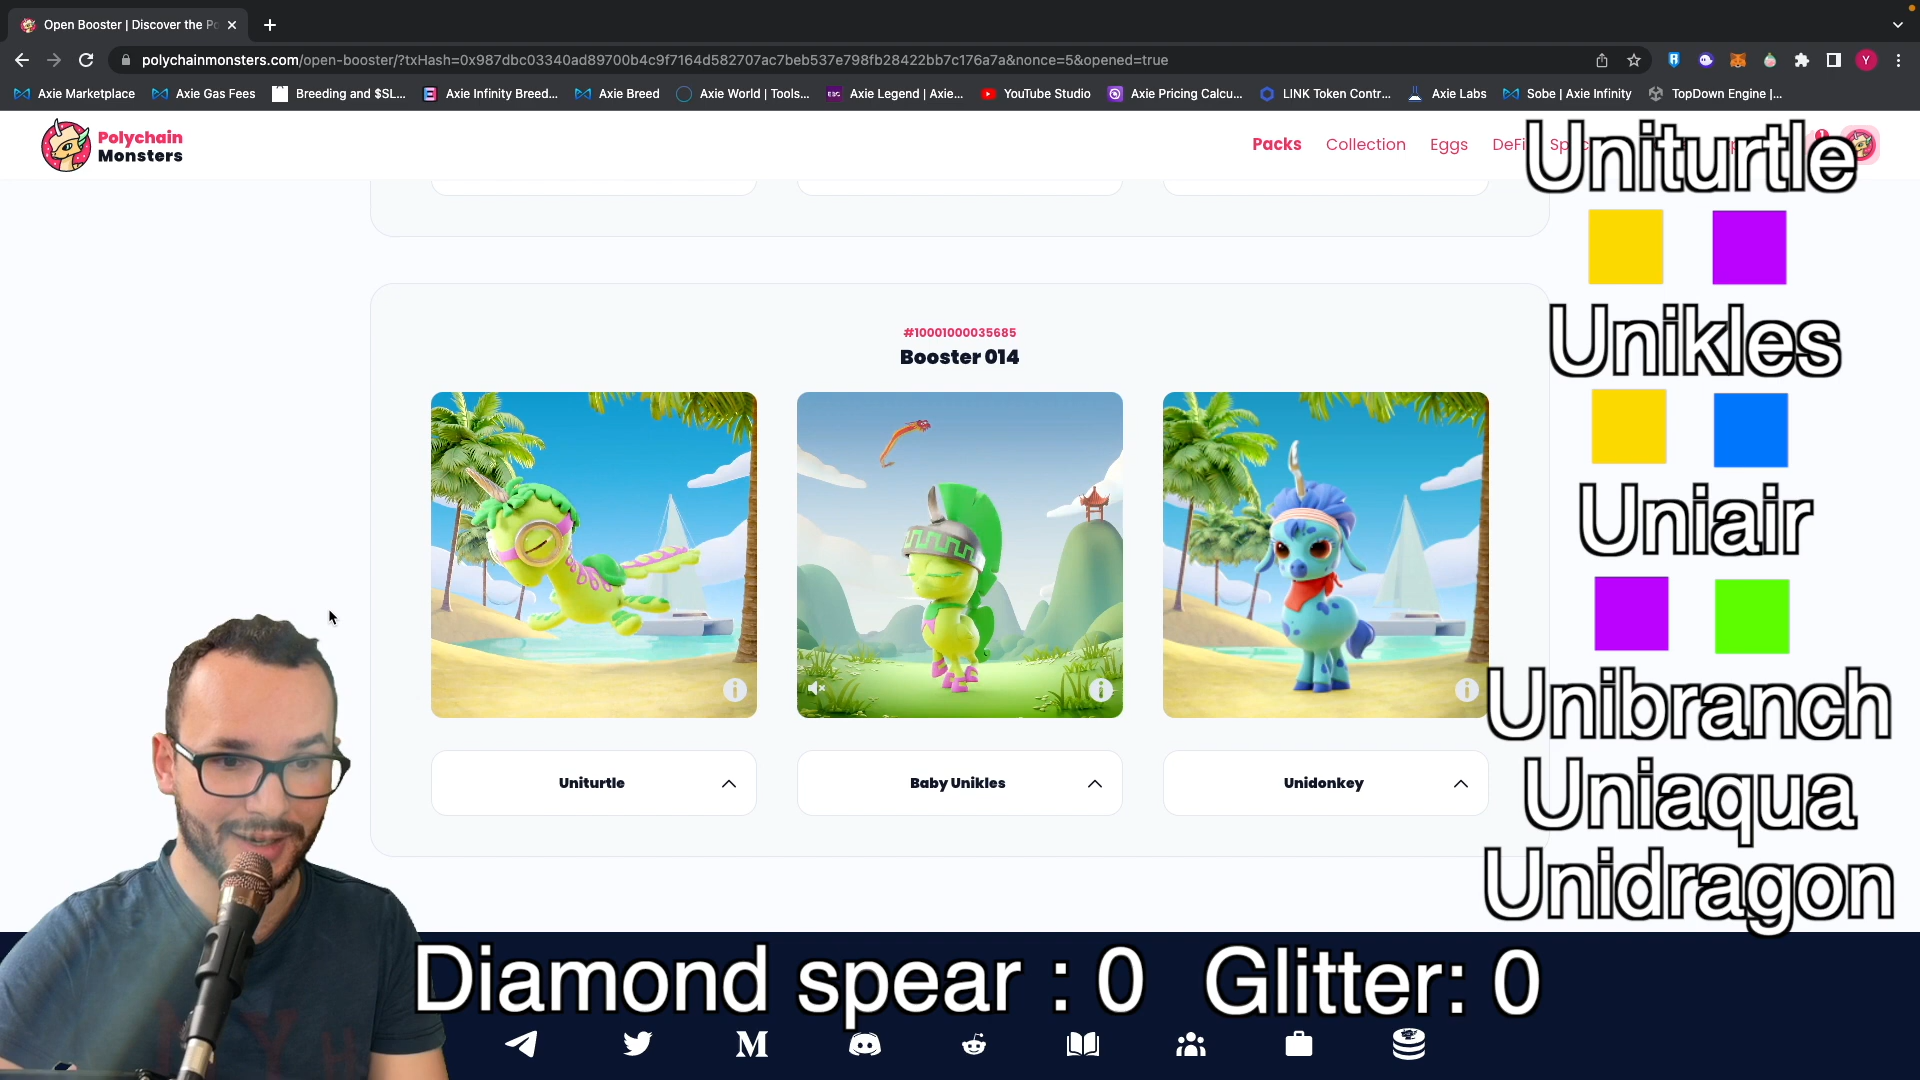 Open Booster | Discover the Po
polychainmonsters.com/open-booster/?txHash=0x987dbc03340ad89700b4c9f7164d582707ac7beb537e798fb28422bb7c176a7a&nonce=5&opened=true
Y
Axie Marketplace
Axie Gas Fees
Breeding and $SL...
Axie Infinity Breed...
Axie Breed
Axie World | Tools...
Axie Legend | Axie...
YouTube Studio
Axie Pricing Calcu...
LINK Token Contr...
Axie Labs
Sobe | Axie Infinity
TopDown Engine |...
Polychain
Monsters
Packs
Collection
Eggs
DeFi
1
Uniturtle
Unikles
Uniair
Unibranch
Uniaqua
Unidragon
#10001000035685
Booster 014
Uniturtle
Baby Unikles
Unidonkey
Diamond spear : 0 Glitter: 0